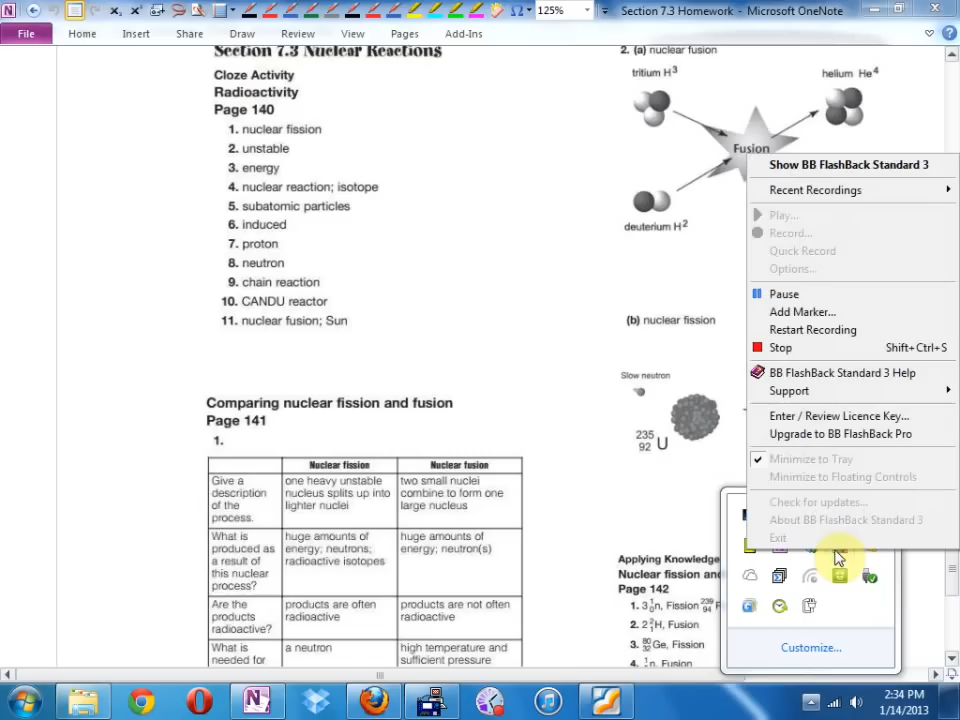 125%
Section 7.3 Homework - Microsoft OneNote
File Home Insert Share Draw Review View Pages Add-Ins
Section 7.3 Nuclear Reactions
Cloze Activity
Radioactivity
Page 140
1. nuclear fission
2. unstable
3. energy
4. nuclear reaction; isotope
5. subatomic particles
6. induced
7. proton
8. neutron
9. chain reaction
10. CANDU reactor
11. nuclear fusion; Sun
Comparing nuclear fission and fusion
Page 141
1.
Nuclear fission Nuclear fusion
Give a
description
of the
process.
one heavy unstable
nucleus splits up into
lighter nuclei
two small nuclei
combine to form one
large nucleus
What is
produced as
a result of
this nuclear
process?
huge amounts of
energy; neutrons;
radioactive isotopes
huge amounts of
energy; neutron(s)
Are the
products
radioactive?
products are often
radioactive
products are not often
radioactive
What is
needed for
a neutron
high temperature and
sufficient pressure
2. (a) nuclear fusion
tritium H3
helium He4
Fusion
deuterium H2
(b) nuclear fission
Slow neutron
235
92 U
Applying Knowledge
Nuclear fission and
Page 142
1. 3 1 0 n, Fission 239 94 P
2. 2 2 1 H, Fusion
3. 80 32 Ge, Fission
4. 1 n, Fusion
Show BB FlashBack Standard 3
Recent Recordings
Play...
Record...
Quick Record
Options...
Pause
Add Marker...
Restart Recording
Stop Shift+Ctrl+S
BB FlashBack Standard 3 Help
Support
Enter / Review Licence Key...
Upgrade to BB FlashBack Pro
Minimize to Tray
Minimize to Floating Controls
Check for updates...
About BB FlashBack Standard 3
Exit
Customize...
2:34 PM
1/14/2013